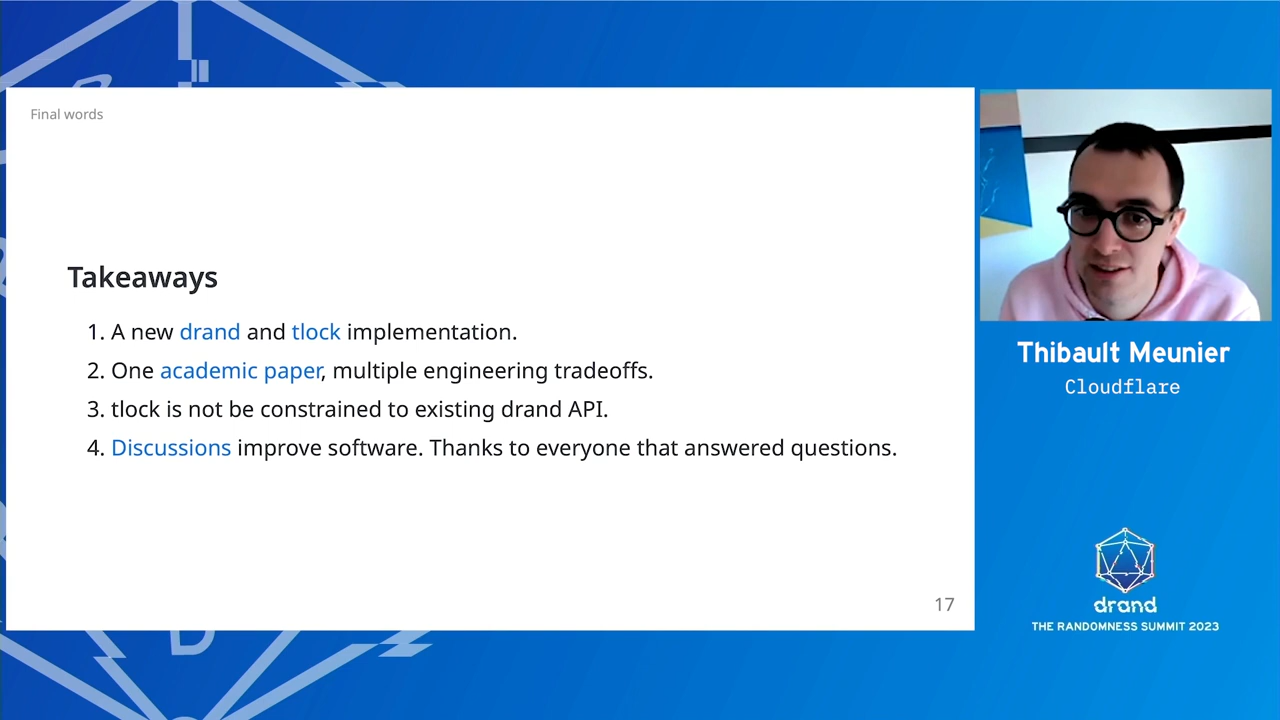 Final words
Takeaways
1. A new drand and tlock implementation.
2. One academic paper, multiple engineering tradeoffs.
3. tlock is not be constrained to existing drand API.
4. Discussions improve software. Thanks to everyone that answered questions.
17
Thibault Meunier
Cloudflare
drand
THE RANDOMNESS SUMMIT 2023